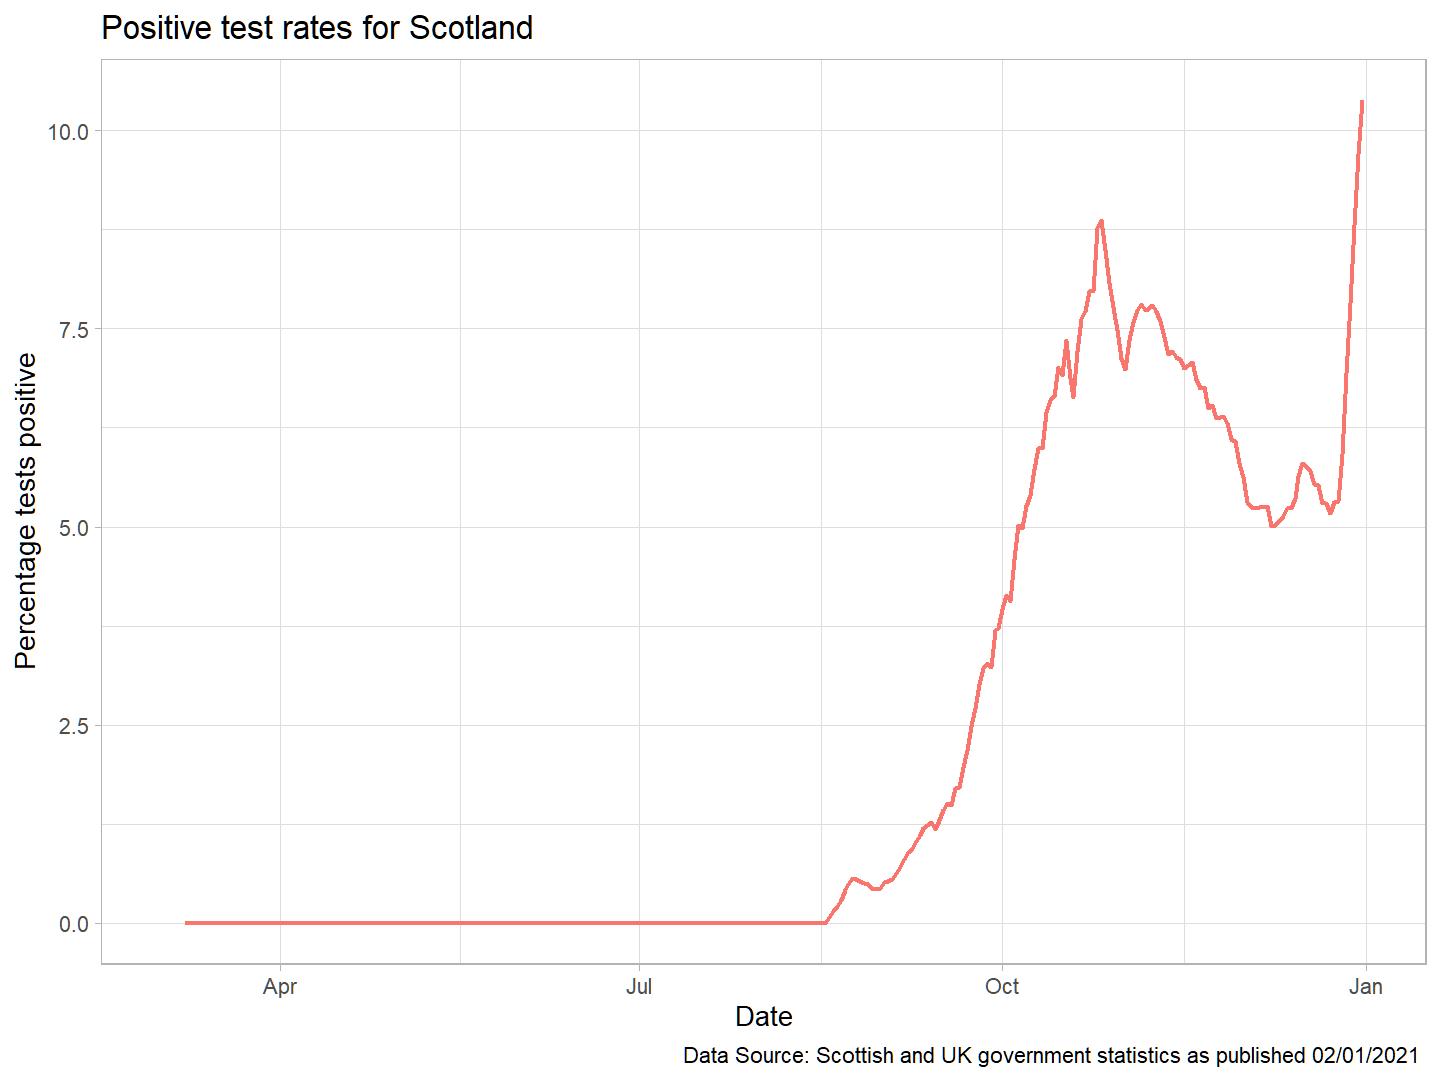 Positive test rates for Scotland
10.0
7.5
5.0
2.5
0.0
Percentage tests positive
Apr Jul Oct Jan
Date
Data Source: Scottish and UK government statistics as published 02/01/2021